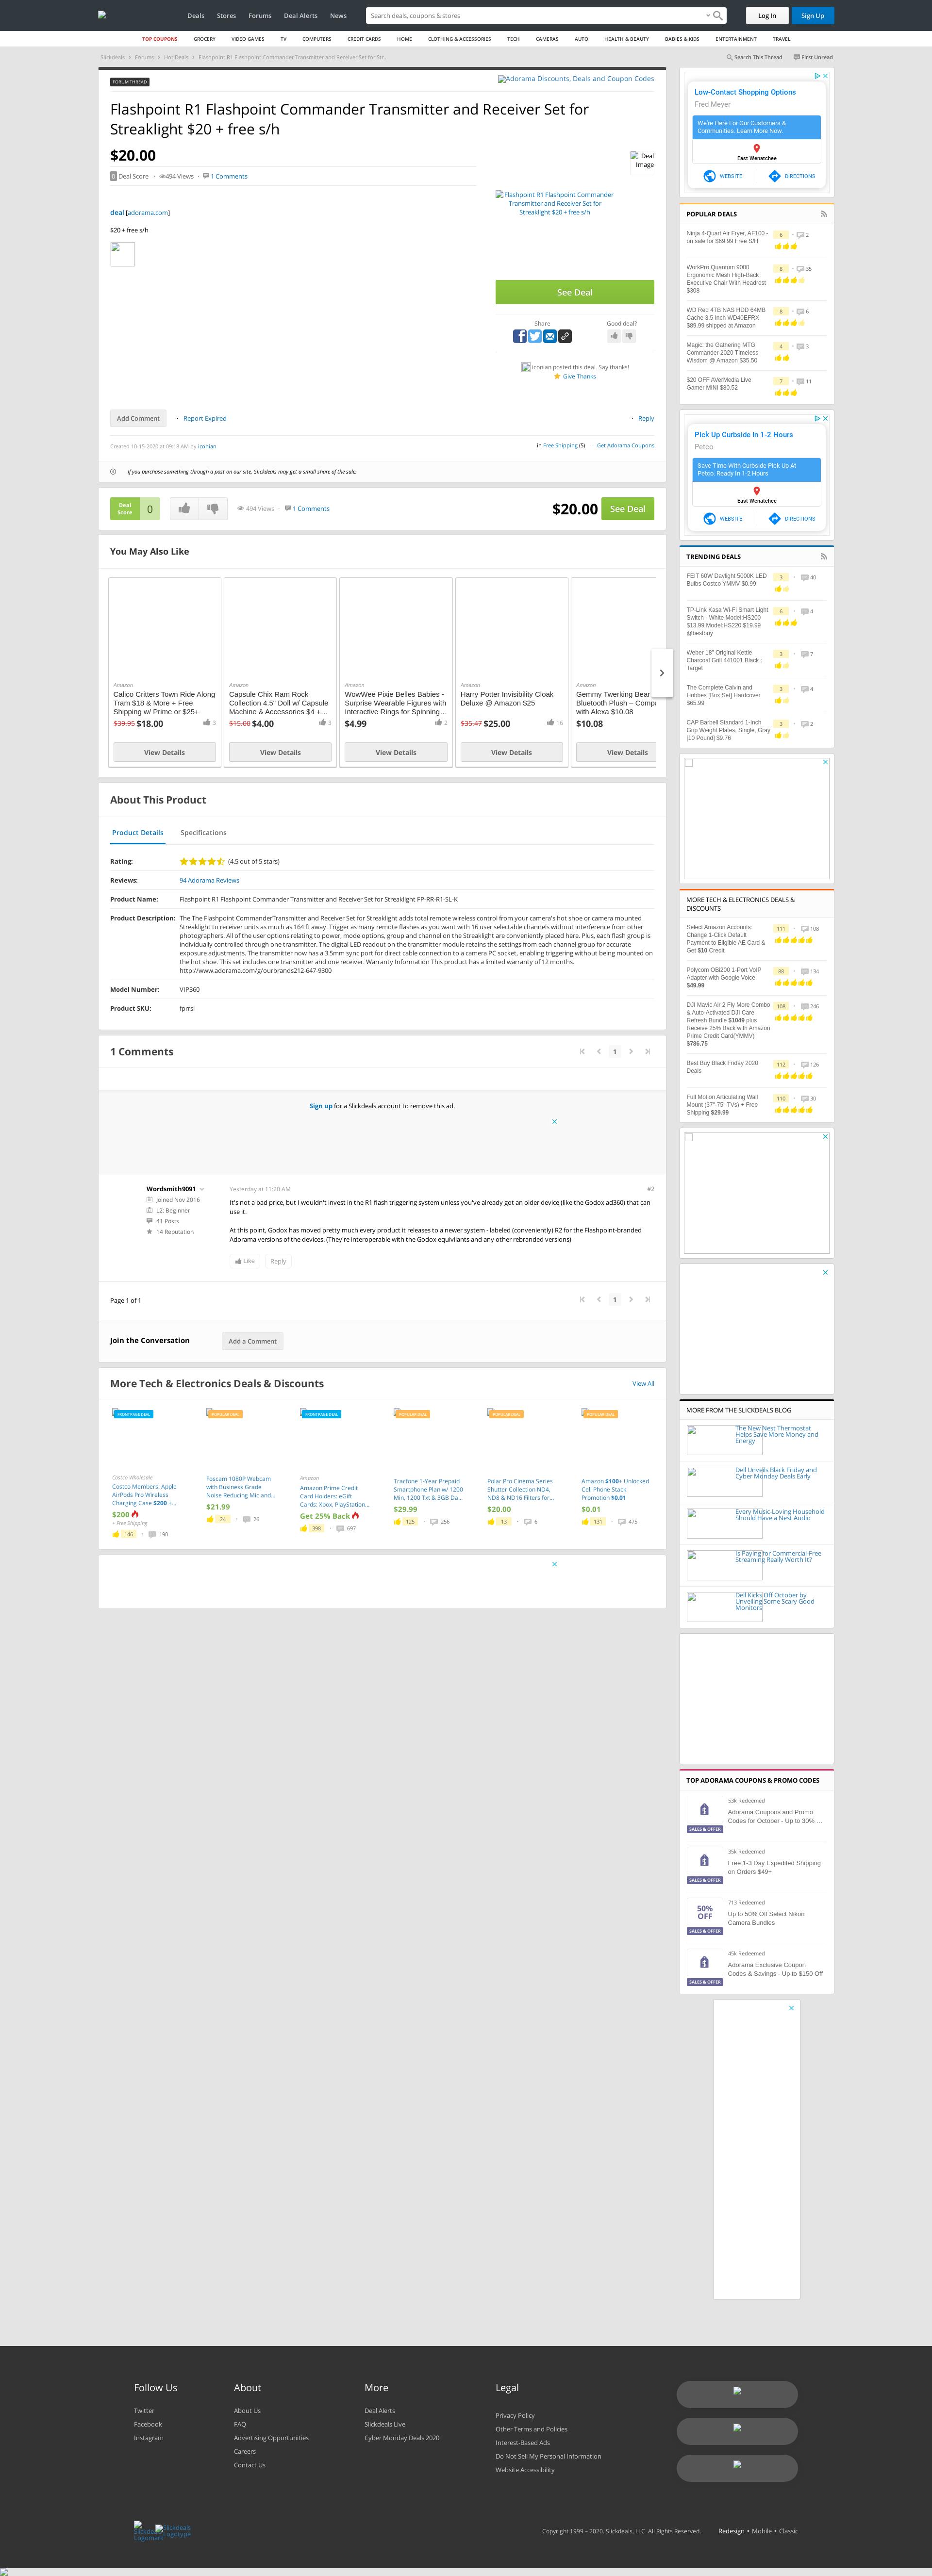 Deals Stores Forums Deal Alerts News
Search deals, coupons & stores
Log In Sign Up
TOP COUPONS GROCERY VIDEO GAMES TV COMPUTERS CREDIT CARDS HOME CLOTHING & ACCESSORIES TECH CAMERAS AUTO HEALTH & BEAUTY BABIES & KIDS ENTERTAINMENT TRAVEL
Slickdeals Forums Hot Deals Flashpoint R1 Flashpoint Commander Transmitter and Receiver Set for Str...
Search This Thread First Unread
FORUM THREAD
Adorama Discounts, Deals and Coupon Codes
Flashpoint R1 Flashpoint Commander Transmitter and Receiver Set for
Streaklight $20 + free s/h
$20.00
0 Deal Score 494 Views 1 Comments
Deal
Image
deal [adorama.com]
$20 + free s/h
Flashpoint R1 Flashpoint Commander
Transmitter and Receiver Set for
Streaklight $20 + free s/h
See Deal
Share Good deal?
iconian posted this deal. Say thanks!
Give Thanks
Add Comment Report Expired Reply
Created 10-15-2020 at 09:18 AM by iconian
in Free Shipping (5) Get Adorama Coupons
If you purchase something through a post on our site, Slickdeals may get a small share of the sale.
Deal
Score 0
494 Views 1 Comments
$20.00 See Deal
You May Also Like
Amazon
Calico Critters Town Ride Along
Tram $18 & More + Free
Shipping w/ Prime or $25+
$39.95 $18.00 3
View Details
Amazon
Capsule Chix Ram Rock
Collection 4.5" Doll w/ Capsule
Machine & Accessories $4 +...
$15.00 $4.00 3
View Details
Amazon
WowWee Pixie Belles Babies -
Surprise Wearable Figures with
Interactive Rings for Spinning...
$4.99 2
View Details
Amazon
Harry Potter Invisibility Cloak
Deluxe @ Amazon $25
$35.47 $25.00 16
View Details
Amazon
Gemmy Twerking Bear
Bluetooth Plush – Compa
with Alexa $10.08
$10.08
View Details
About This Product
Product Details Specifications
Rating: (4.5 out of 5 stars)
Reviews: 94 Adorama Reviews
Product Name: Flashpoint R1 Flashpoint Commander Transmitter and Receiver Set for Streaklight FP-RR-R1-SL-K
Product Description: The The Flashpoint CommanderTransmitter and Receiver Set for Streaklight adds total remote wireless control from your camera's hot shoe or camera mounted
Streaklight to receiver units as much as 164 ft away. Trigger as many remote flashes as you want with 16 user selectable channels without interference from other
photographers. All of the user options relating to power, mode options, group and channel on the Streaklight commander are conveniently placed here. Plus, each flash group is
individually controlled through one transmitter. The digital LED readout on the transmitter module retains the settings from each channel group for accurate
exposure adjustments. The transmitter now has a 3.5mm sync port for direct cable connection to a camera PC socket, enabling triggering without being mounted on
the hot shoe. This set includes one transmitter and one receiver. Warranty Information This product has a limited warranty of 12 months.
http://www.adorama.com/g/ourbrands212-647-9300
Model Number: VIP360
Product SKU: fprrsl
1 Comments
1
Sign up for a Slickdeals account to remove this ad.
Wordsmith9091
Joined Nov 2016
L2: Beginner
41 Posts
14 Reputation
Yesterday at 11:20 AM #2
It's not a bad price, but I wouldn't invest in the R1 flash triggering system unless you've already got an older device (like the Godox ad360) that can
use it.
At this point, Godox has moved pretty much every product it releases to a newer system - labeled (conveniently) R2 for the Flashpoint-branded
Adorama versions of the devices. (They're interoperable with the Godox equivilants and any other rebranded versions)
Like Reply
Page 1 of 1
1
Join the Conversation Add a Comment
More Tech & Electronics Deals & Discounts View All
FRONTPAGE DEAL
Costco Wholesale
Costco Members: Apple
AirPods Pro Wireless
Charging Case $200 +...
$200
+ Free Shipping
146 190
POPULAR DEAL
Foscam 1080P Webcam
with Business Grade
Noise Reducing Mic and...
$21.99
24 26
FRONTPAGE DEAL
Amazon
Amazon Prime Credit
Card Holders: eGift
Cards: Xbox, PlayStation...
Get 25% Back
398 697
POPULAR DEAL
Tracfone 1-Year Prepaid
Smartphone Plan w/ 1200
Min, 1200 Txt & 3GB Da...
$29.99
125 256
POPULAR DEAL
Polar Pro Cinema Series
Shutter Collection ND4,
ND8 & ND16 Filters for...
$20.00
13 6
POPULAR DEAL
Amazon $100+ Unlocked
Cell Phone Stack
Promotion $0.01
$0.01
131 475
Low-Contact Shopping Options
Fred Meyer
We're Here For Our Customers &
Communities. Learn More Now.
East Wenatchee
WEBSITE DIRECTIONS
POPULAR DEALS
Ninja 4-Quart Air Fryer, AF100 -
on sale for $69.99 Free S/H
6 2
WorkPro Quantum 9000
Ergonomic Mesh High-Back
Executive Chair With Headrest
$308
8 35
WD Red 4TB NAS HDD 64MB
Cache 3.5 Inch WD40EFRX
$89.99 shipped at Amazon
8 6
Magic: the Gathering MTG
Commander 2020 TImeless
Wisdom @ Amazon $35.50
4 3
$20 OFF AVerMedia Live
Gamer MINI $80.52
7 11
Pick Up Curbside In 1-2 Hours
Petco
Save Time With Curbside Pick Up At
Petco. Ready In 1-2 Hours
East Wenatchee
WEBSITE DIRECTIONS
TRENDING DEALS
FEIT 60W Daylight 5000K LED
Bulbs Costco YMMV $0.99
3 40
TP-Link Kasa Wi-Fi Smart Light
Switch - White Model:HS200
$13.99 Model:HS220 $19.99
@bestbuy
6 4
Weber 18" Original Kettle
Charcoal Grill 441001 Black :
Target
3 7
The Complete Calvin and
Hobbes [Box Set] Hardcover
$65.99
3 4
CAP Barbell Standard 1-Inch
Grip Weight Plates, Single, Gray
[10 Pound] $9.76
3 2
MORE TECH & ELECTRONICS DEALS &
DISCOUNTS
Select Amazon Accounts:
Change 1-Click Default
Payment to Eligible AE Card &
Get $10 Credit
111 108
Polycom OBi200 1-Port VoIP
Adapter with Google Voice
$49.99
88 134
DJI Mavic Air 2 Fly More Combo
& Auto-Activated DJI Care
Refresh Bundle $1049 plus
Receive 25% Back with Amazon
Prime Credit Card(YMMV)
$786.75
108 246
Best Buy Black Friday 2020
Deals
112 126
Full Motion Articulating Wall
Mount (37"-75" TVs) + Free
Shipping $29.99
110 30
MORE FROM THE SLICKDEALS BLOG
The New Nest Thermostat
Helps Save More Money and
Energy
Dell Unveils Black Friday and
Cyber Monday Deals Early
Every Music-Loving Household
Should Have a Nest Audio
Is Paying for Commercial-Free
Streaming Really Worth It?
Dell Kicks Off October by
Unveiling Some Scary Good
Monitors
TOP ADORAMA COUPONS & PROMO CODES
53k Redeemed
Adorama Coupons and Promo
Codes for October - Up to 30% ...
SALES & OFFER
35k Redeemed
Free 1-3 Day Expedited Shipping
on Orders $49+
SALES & OFFER
713 Redeemed
50%
OFF
Up to 50% Off Select Nikon
Camera Bundles
SALES & OFFER
45k Redeemed
Adorama Exclusive Coupon
Codes & Savings - Up to $150 Off
SALES & OFFER
Follow Us
Twitter
Facebook
Instagram
About
About Us
FAQ
Advertising Opportunities
Careers
Contact Us
More
Deal Alerts
Slickdeals Live
Cyber Monday Deals 2020
Legal
Privacy Policy
Other Terms and Policies
Interest-Based Ads
Do Not Sell My Personal Information
Website Accessibility
Slickdeals
Logomark
Slickdeals
Logotype
Copyright 1999 – 2020. Slickdeals, LLC. All Rights Reserved. Redesign • Mobile • Classic